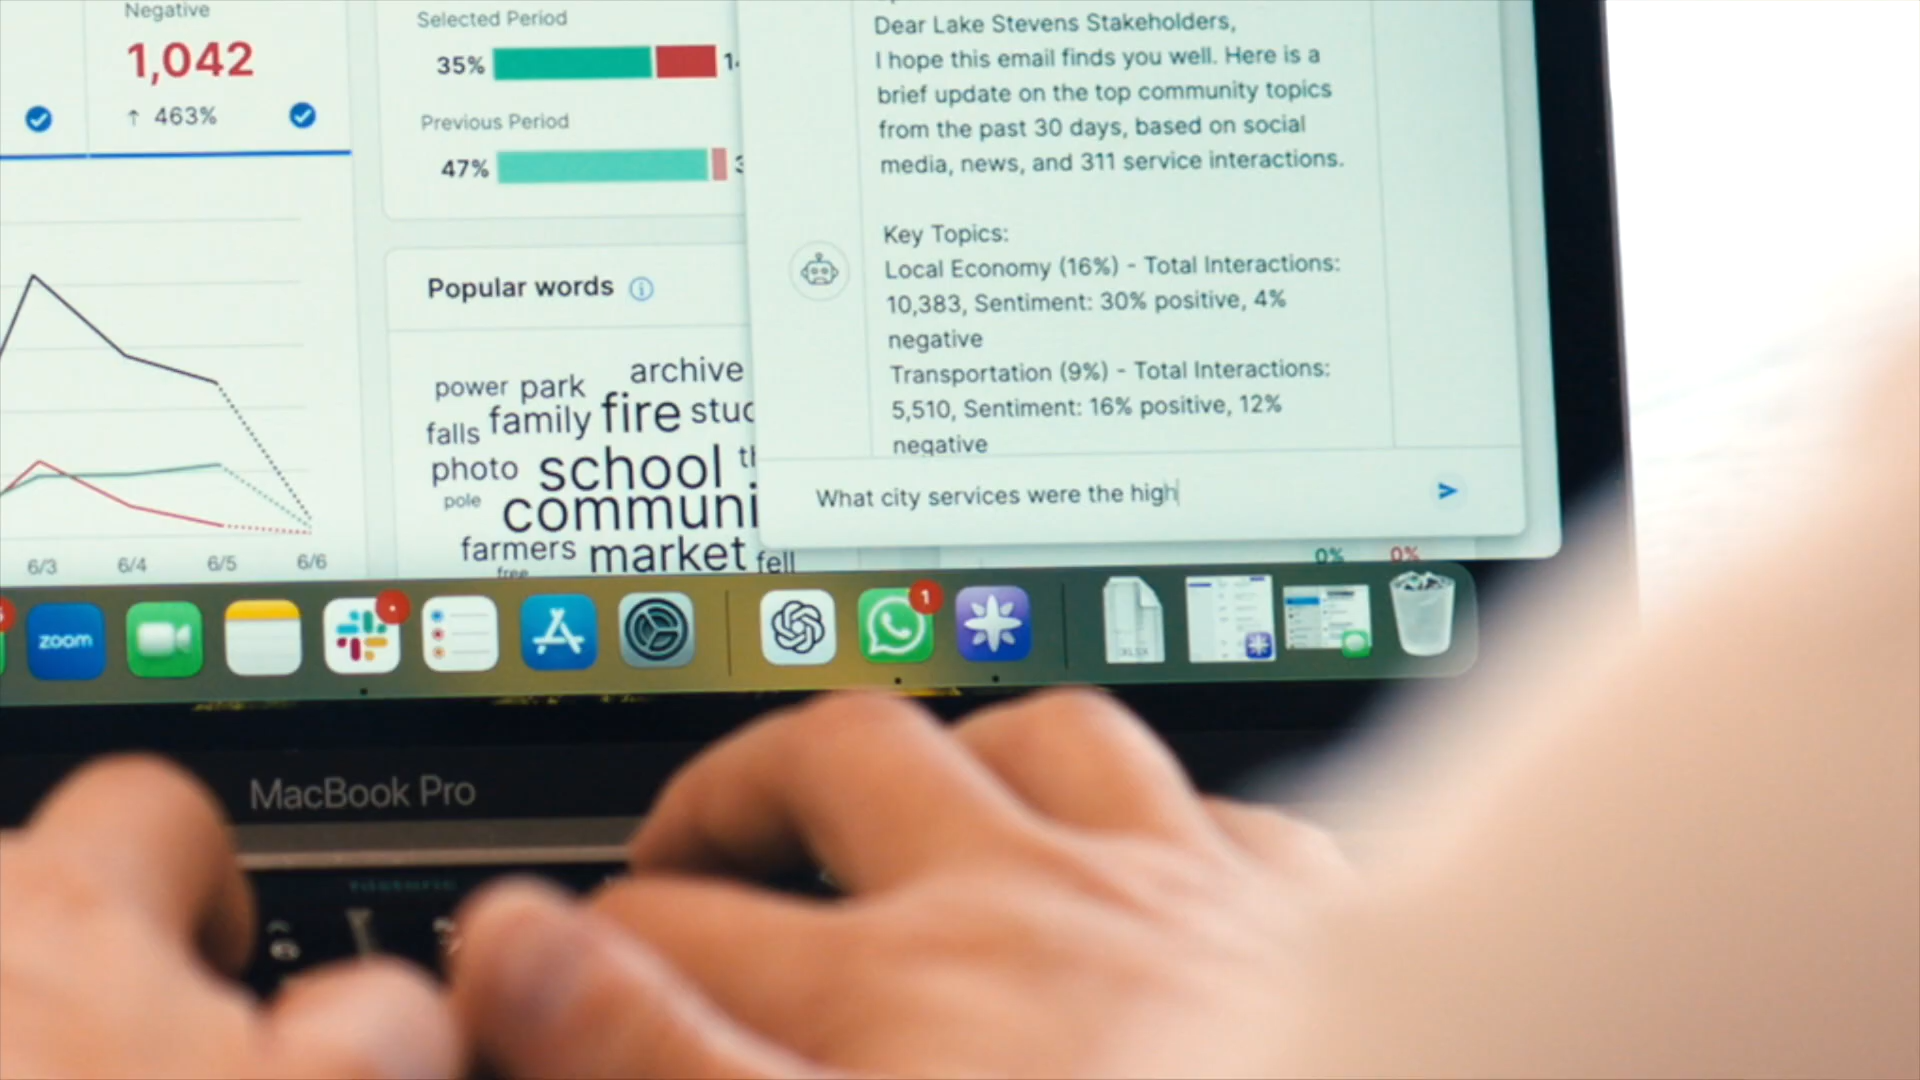 Negative
1,042
↑ 463%
6/3 6/4 6/5 6/6
Selected Period
35%
Previous Period
47%
Popular words
archive
power park
falls family fire
photo school
pole
communi
farmers market fell
free
Dear Lake Stevens Stakeholders,
I hope this email finds you well. Here is a
brief update on the top community topics
from the past 30 days, based on social
media, news, and 311 service interactions.
Key Topics:
Local Economy (16%) - Total Interactions:
10,383, Sentiment: 30% positive, 4%
negative
Transportation (9%) - Total Interactions:
5,510, Sentiment: 16% positive, 12%
negative
What city services were the high
0% 0%
zoom
1
.XLSX
MacBook Pro